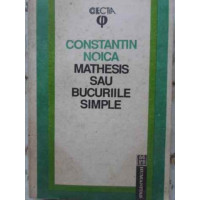 CONSTANTIN
NOICA
MATHESIS
SAU
BUCURIILE
SIMPLE